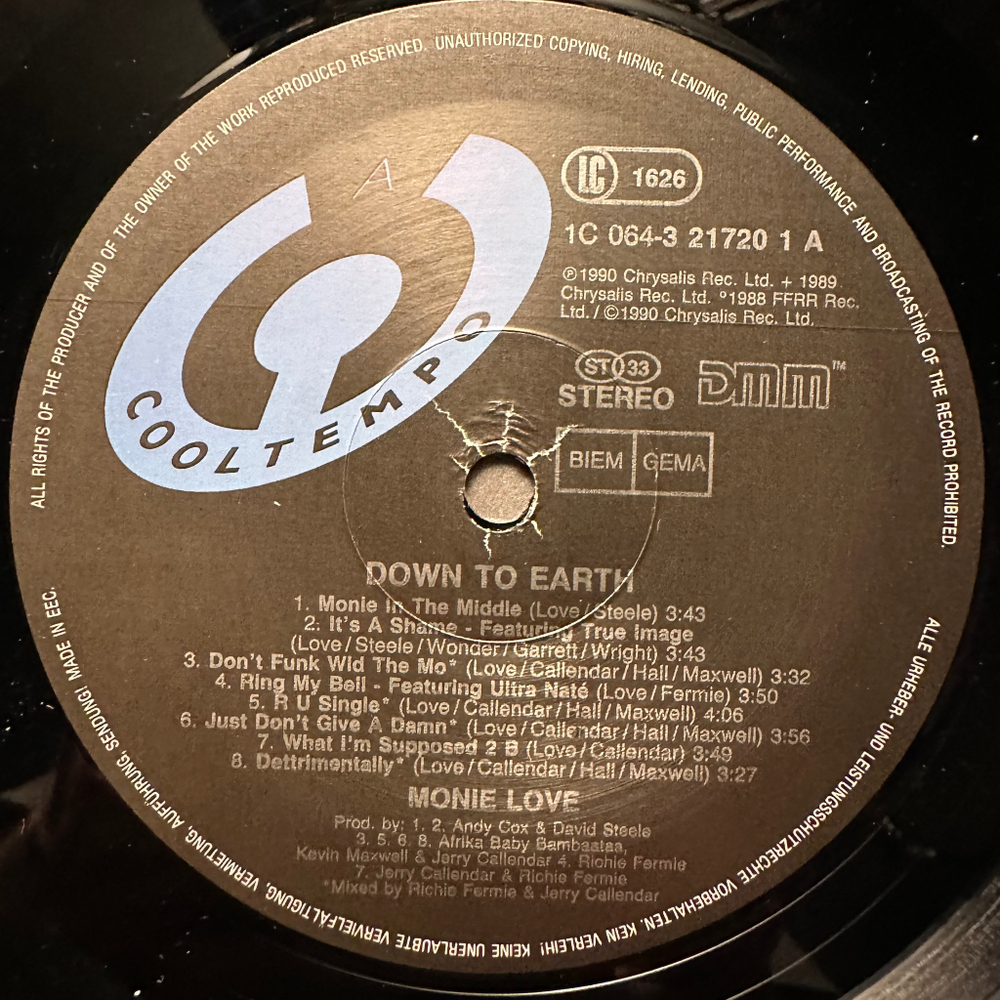 ALL RIGHTS OF THE PRODUCER AND OF THE OWNER OF THE WORK REPRODUCED RESERVED. UNAUTHORIZED COPYING, HIRING, LENDING, PUBLIC PERFORMANCE AND BROADCASTING OF THE RECORD PROHIBITED.
A
COOLTEMPO
LC 1626
1C 064-3 21720 1 A
℗1990 Chrysalis Rec. Ltd. + 1989
Chrysalis Rec. Ltd. °1988 FFRR Rec.
Ltd. / ©1990 Chrysalis Rec. Ltd.
ST 33
STEREO
DMM™
BIEM GEMA
DOWN TO EARTH
1. Monie In The Middle (Love/Steele) 3:43
2. It's A Shame - Featuring True Image
(Love/Steele/Wonder/Garrett/Wright) 3:43
3. Don't Funk Wid The Mo* (Love/Callendar/Hall/Maxwell) 3:32
4. Ring My Bell - Featuring Ultra Naté (Love/Fermie) 3:50
5. R U Single* (Love/Callendar/Hall/Maxwell) 4:06
6. Just Don't Give A Damn* (Love/Callendar/Hall/Maxwell) 3:56
7. What I'm Supposed 2 B (Love/Callendar) 3:49
8. Dettrimentally* (Love/Callendar/Hall/Maxwell) 3:27
MONIE LOVE
Prod. by: 1. 2. Andy Cox & David Steele
3. 5. 6. 8. Afrika Baby Bambaataa,
Kevin Maxwell & Jerry Callendar 4. Richie Fermie
7. Jerry Callendar & Richie Fermie
*Mixed by Richie Fermie & Jerry Callendar
ALLE URHEBER- UND LEISTUNGSSCHUTZRECHTE VORBEHALTEN. KEIN VERLEIH! KEINE UNERLAUBTE VERVIELFÄLTIGUNG, VERMIETUNG, AUFFÜHRUNG, SENDUNG! MADE IN EEC.